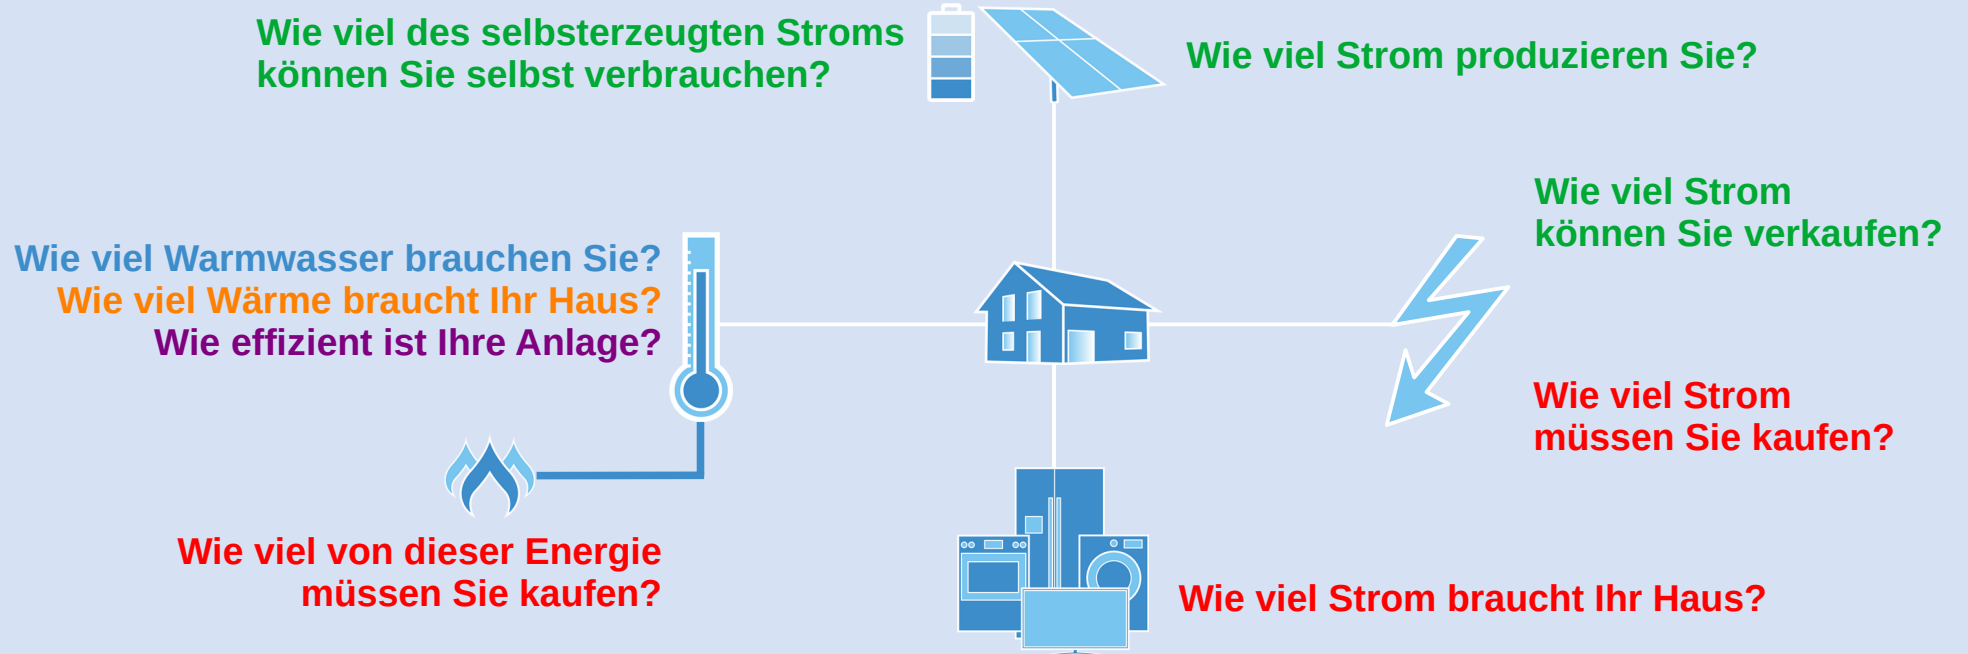 Wie viel des selbsterzeugten Stroms
können Sie selbst verbrauchen?
Wie viel Strom produzieren Sie?
Wie viel Strom
können Sie verkaufen?
Wie viel Warmwasser brauchen Sie?
Wie viel Wärme braucht Ihr Haus?
Wie effizient ist Ihre Anlage?
Wie viel Strom
müssen Sie kaufen?
Wie viel von dieser Energie
müssen Sie kaufen?
Wie viel Strom braucht Ihr Haus?